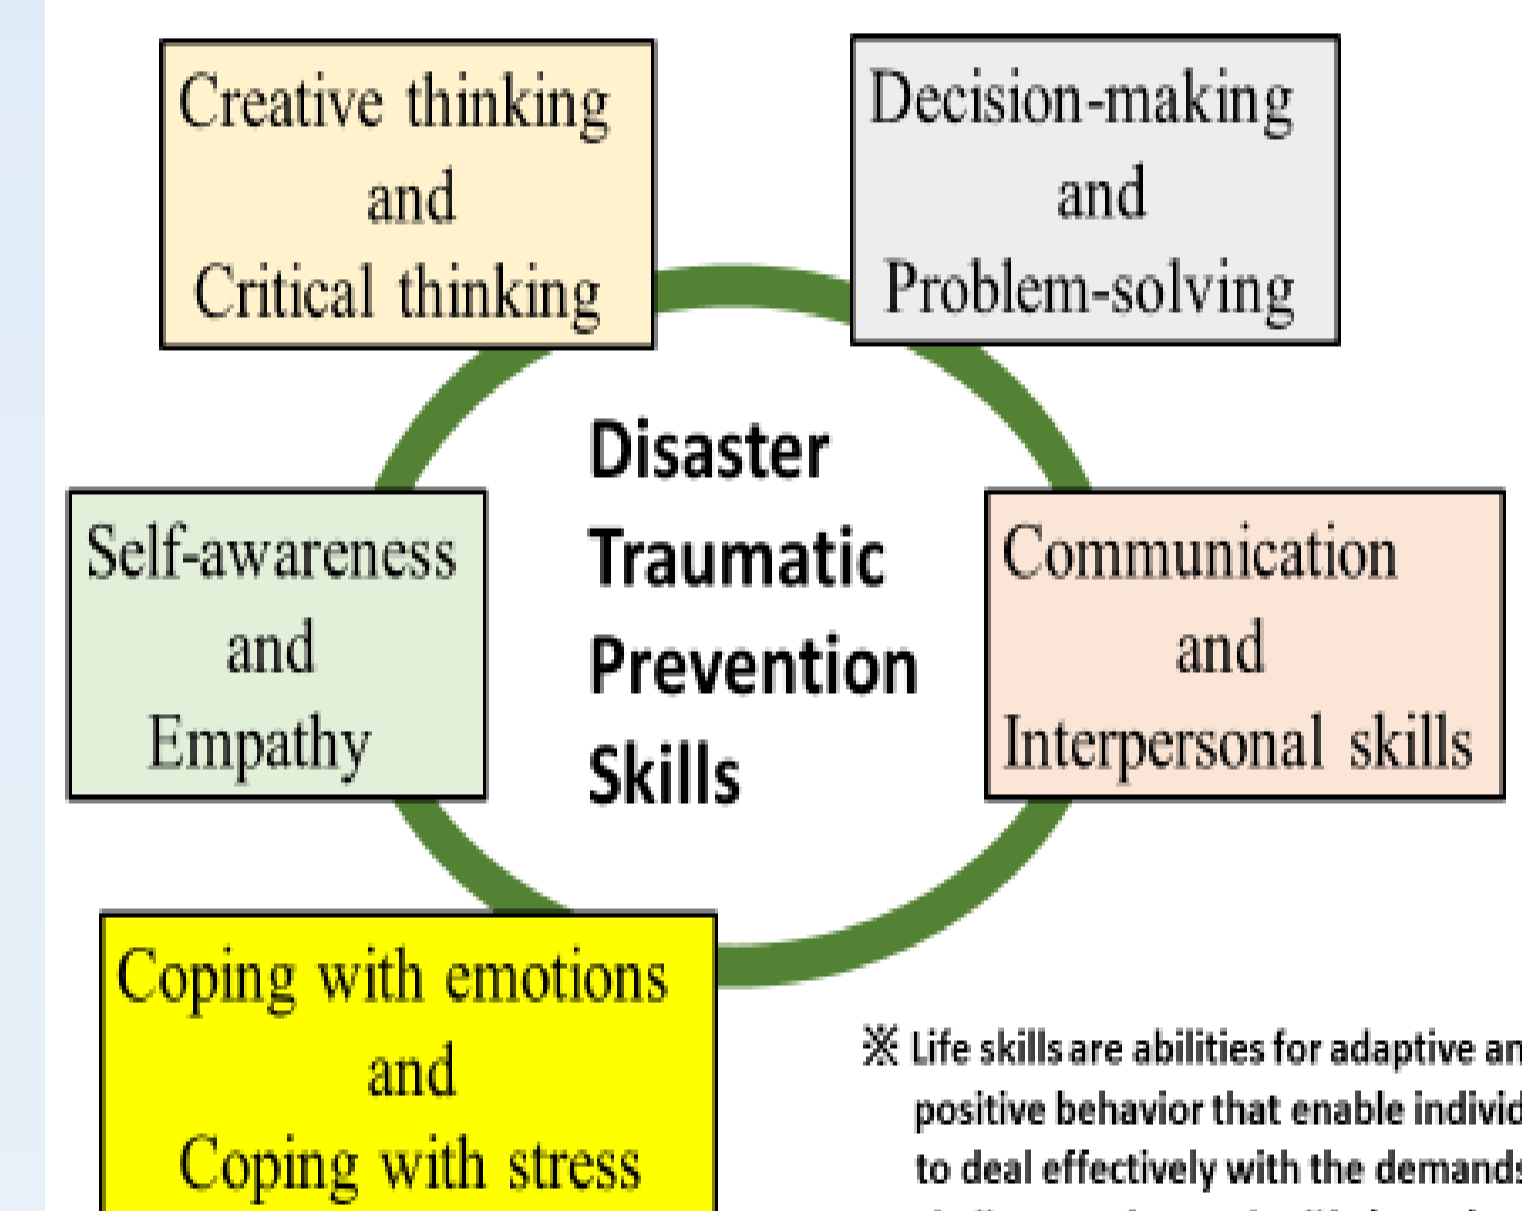 Creative thinking
and
Critical thinking
Decision-making
and
Problem-solving
Disaster
Traumatic
Prevention
Skills
Self-awareness
and
Empathy
Communication
and
Interpersonal skills
Coping with emotions
and
Coping with stress
※ Life skills are abilities for adaptive
positive behavior that enable
to deal effectively with the demands